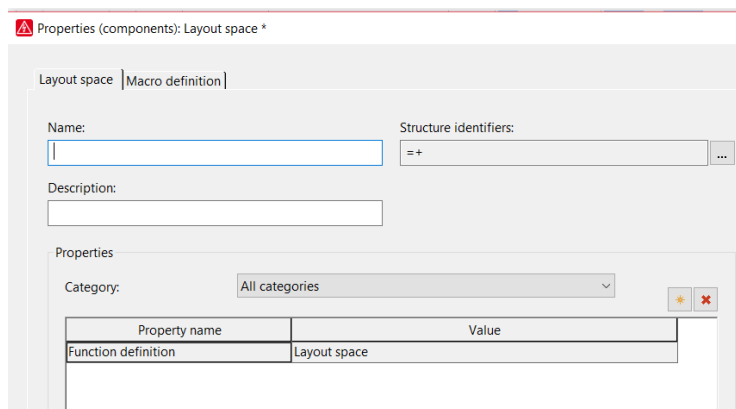 Properties (components): Layout space *
Layout space Macro definition
Name: Structure identifiers:
=+ ...
Description:
Properties
Category: All categories
Property name Value
Function definition Layout space